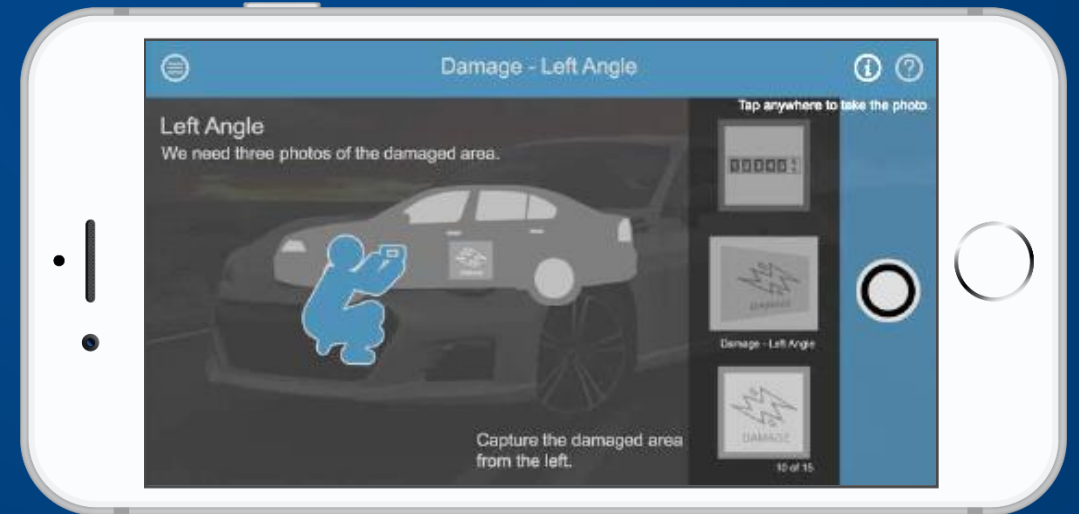 Damage - Left Angle
Tap anywhere to take the photo
Left Angle
We need three photos of the damaged area.
DAMAGE
Damage - Left Angle
DAMAGE
Capture the damaged area
from the left.
10 of 15